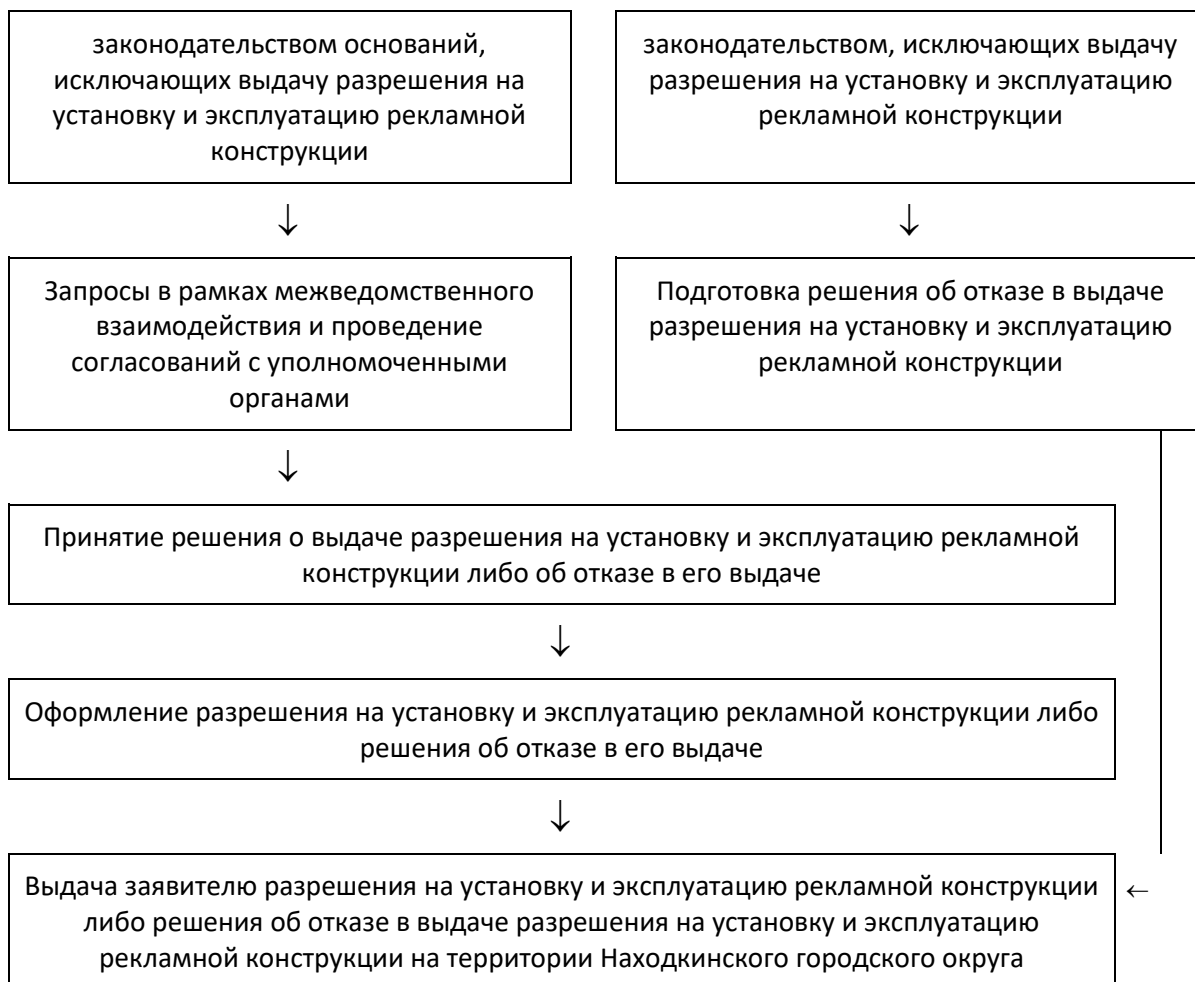 законодательством оснований,
исключающих выдачу разрешения на
установку и эксплуатацию рекламной
конструкции
законодательством, исключающих выдачу
разрешения на установку и эксплуатацию
рекламной конструкции
↓
↓
Запросы в рамках межведомственного
взаимодействия и проведение
согласований с уполномоченными
органами
Подготовка решения об отказе в выдаче
разрешения на установку и эксплуатацию
рекламной конструкции
↓
Принятие решения о выдаче разрешения на установку и эксплуатацию рекламной
конструкции либо об отказе в его выдаче
↓
Оформление разрешения на установку и эксплуатацию рекламной конструкции либо
решения об отказе в его выдаче
↓
Выдача заявителю разрешения на установку и эксплуатацию рекламной конструкции
либо решения об отказе в выдаче разрешения на установку и эксплуатацию
рекламной конструкции на территории Находкинского городского округа
←